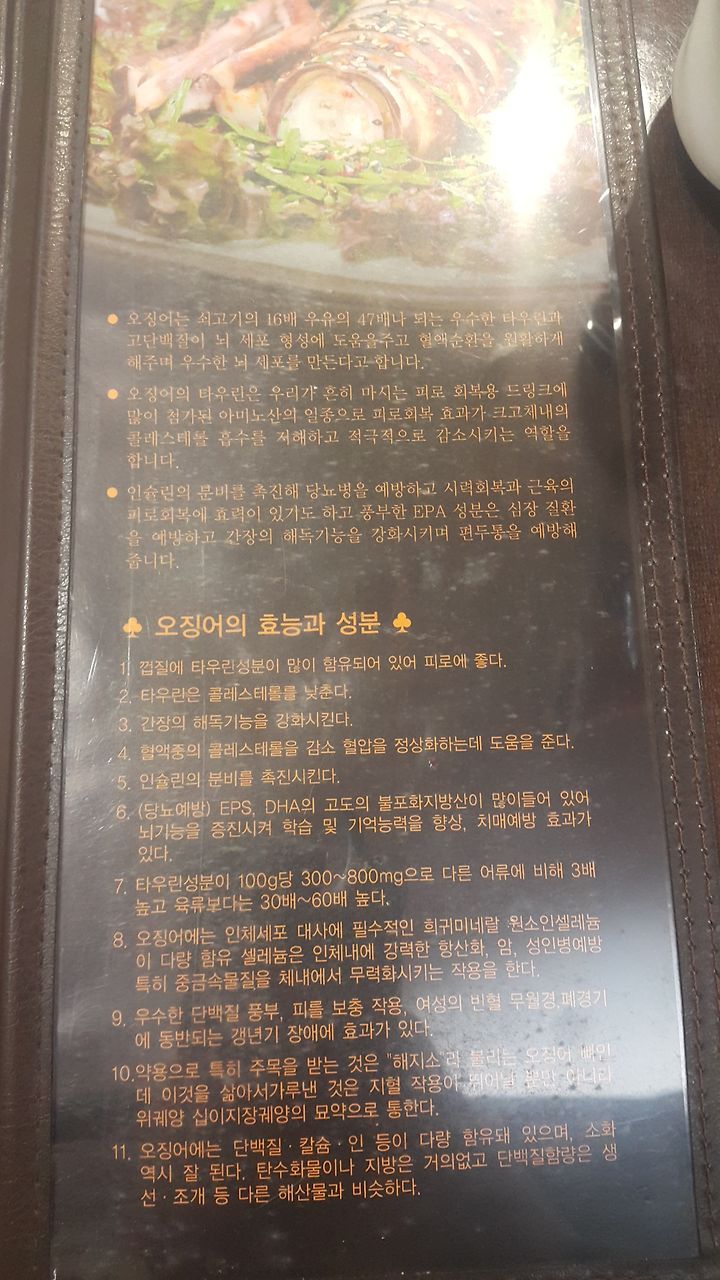 ● 오징어는 쇠고기의 16배 우유의 47배나 되는 우수한 타우린과
고단백질이 뇌 세포 형성에 도움을주고 혈액순환을 원활하게
해주며 우수한 뇌 세포를 만든다고 합니다.
● 오징어의 타우린은 우리가 흔히 마시는 피로 회복용 드링크에
많이 첨가된 아미노산의 일종으로 피로회복 효과가 크고체내의
콜레스테롤 흡수를 저해하고 적극적으로 감소시키는 역할을
합니다.
● 인슐린의 분비를 촉진해 당뇨병을 예방하고 시력회복과 근육의
피로회복에 효력이 있기도 하고 풍부한 EPA 성분은 심장 질환
을 예방하고 간장의 해독기능을 강화시키며 편두통을 예방해
줍니다.
♣ 오징어의 효능과 성분 ♣
1. 껍질에 타우린성분이 많이 함유되어 있어 피로에 좋다.
2. 타우린은 콜레스테롤를 낮춘다.
3. 간장의 해독기능을 강화시킨다.
4. 혈액중의 콜레스테롤을 감소 혈압을 정상화하는데 도움을 준다.
5. 인슐린의 분비를 촉진시킨다.
6. (당뇨예방) EPS, DHA의 고도의 불포화지방산이 많이들어 있어
뇌기능을 증진시켜 학습 및 기억능력을 향상, 치매예방 효과가
있다.
7. 타우린성분이 100g당 300~800mg으로 다른 어류에 비해 3배
높고 육류보다는 30배~60배 높다.
8. 오징어에는 인체세포 대사에 필수적인 희귀미네랄 원소인셀레늄
이 다량 함유 셀레늄은 인체내에 강력한 항산화, 암, 성인병예방
특히 중금속물질을 체내에서 무력화시키는 작용을 한다.
9. 우수한 단백질 풍부, 피를 보충 작용, 여성의 빈혈 무월경,폐경기
에 동반되는 갱년기 장애에 효과가 있다.
10.약용으로 특히 주목을 받는 것은 "해지소"라 불리는 오징어 뼈인
데 이것을 삶아서가루낸 것은 지혈 작용이 뛰어날 뿐만 아니라
위궤양 십이지장궤양의 묘약으로 통한다.
11. 오징어에는 단백질 · 칼슘 · 인 등이 다량 함유돼 있으며, 소화
역시 잘 된다. 탄수화물이나 지방은 거의없고 단백질함량은 생
선 · 조개 등 다른 해산물과 비슷하다.